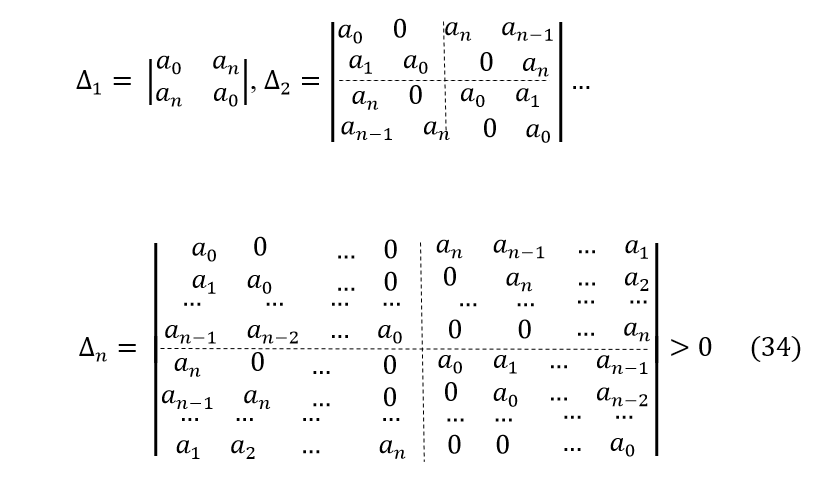 Δ₁ = |a₀ aₙ|, Δ₂ = |a₀ 0 aₙ aₙ₋₁| ...
|aₙ a₀| |a₁ a₀ 0 aₙ|
|aₙ 0 a₀ a₁|
|aₙ₋₁ aₙ 0 a₀|
a₀ 0 ... 0 aₙ aₙ₋₁ ... a₁
a₁ a₀ ... 0 0 aₙ ... a₂
... ... ... ... ... ... ... ...
aₙ₋₁ aₙ₋₂ ... a₀ 0 0 ... aₙ
Δₙ = > 0 (34)
aₙ 0 ... 0 a₀ a₁ ... aₙ₋₁
aₙ₋₁ aₙ ... 0 0 a₀ ... aₙ₋₂
... ... ... ... ... ... ... ...
a₁ a₂ ... aₙ 0 0 ... a₀